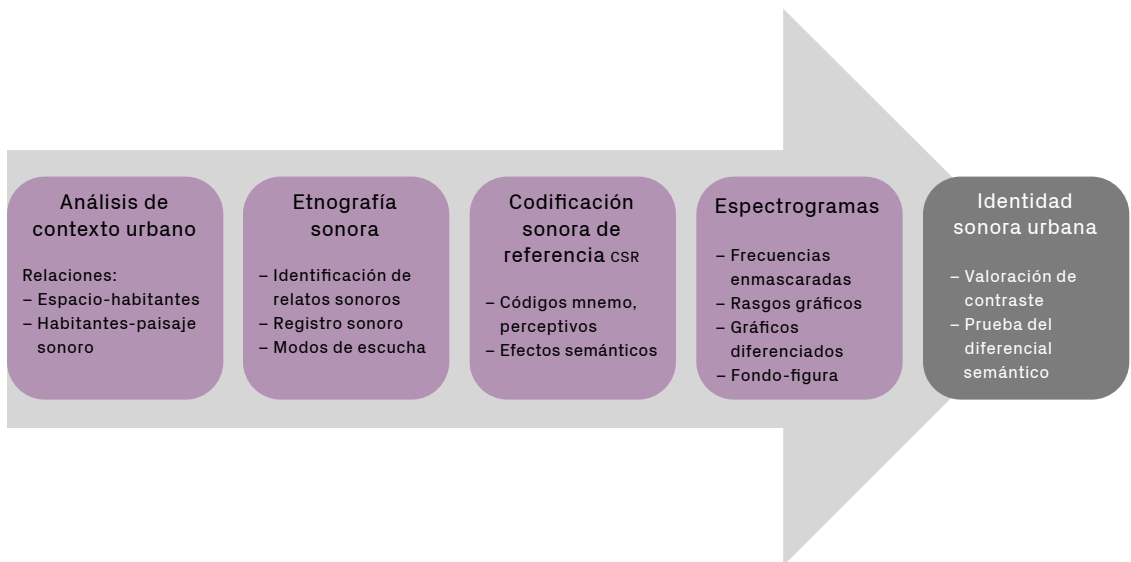 Análisis de
contexto urbano
Relaciones:
– Espacio-habitantes
– Habitantes-paisaje
sonoro
Etnografía
sonora
– Identificación de
relatos sonoros
– Registro sonoro
– Modos de escucha
Codificación
sonora de
referencia CSR
– Códigos mnemo,
perceptivos
– Efectos semánticos
Espectrogramas
– Frecuencias
enmascaradas
– Rasgos gráficos
– Gráficos
diferenciados
– Fondo-figura
Identidad
sonora urbana
– Valoración de
contraste
– Prueba del
diferencial
semántico